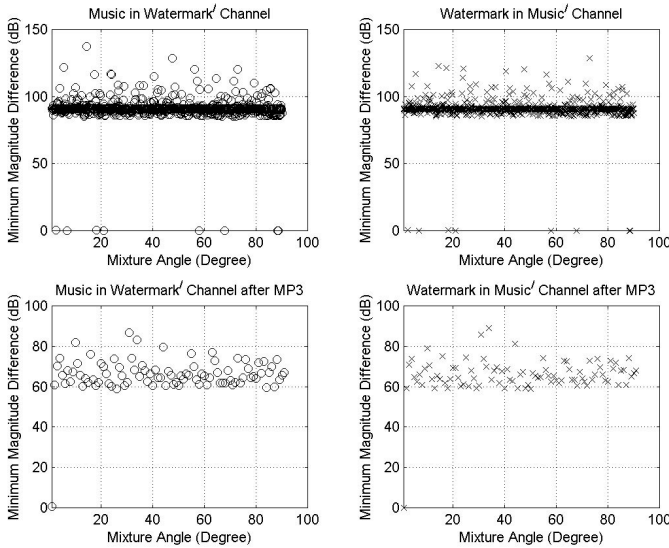 Music in Watermark/ Channel
Minimum Magnitude Difference (dB)
150
100
50
0
20 40 60 80 100
Mixture Angle (Degree)
Watermark in Music/ Channel
Minimum Magnitude Difference (dB)
150
100
50
0
20 40 60 80 100
Mixture Angle (Degree)
Music in Watermark/ Channel after MP3
Minimum Magnitude Difference (dB)
100
80
60
40
20
0
20 40 60 80 100
Mixture Angle (Degree)
Watermark in Music/ Channel after MP3
Minimum Magnitude Difference (dB)
100
80
60
40
20
0
20 40 60 80 100
Mixture Angle (Degree)